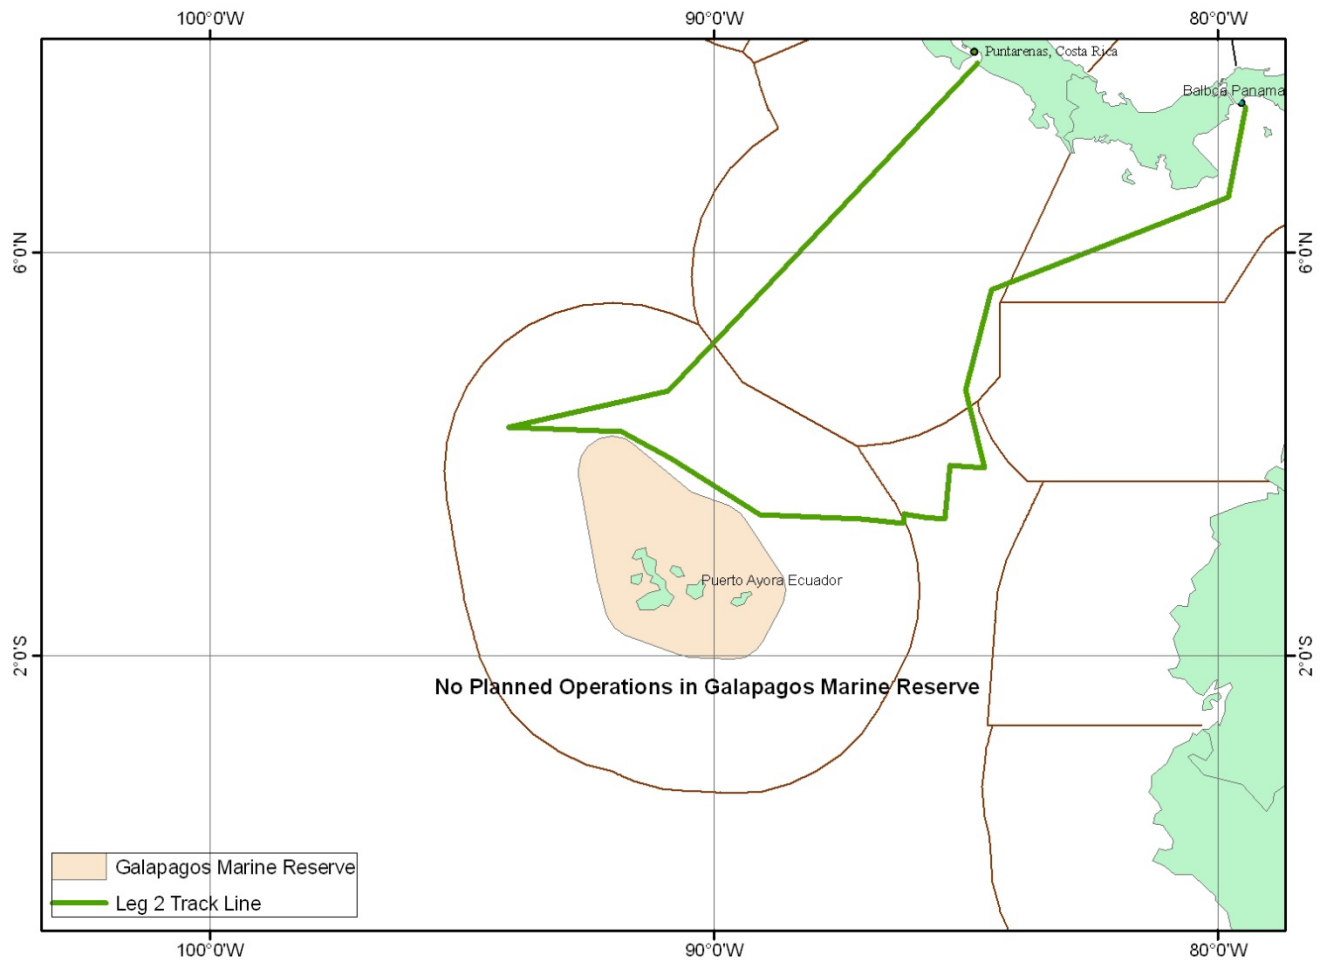 100°0'W 90°0'W 80°0'W
Puntarenas, Costa Rica
Balboa Panama
6°0'N 6°0'N
Puerto Ayora Ecuador
2°0'S 2°0'S
No Planned Operations in Galapagos Marine Reserve
Galapagos Marine Reserve
Leg 2 Track Line
100°0'W 90°0'W 80°0'W